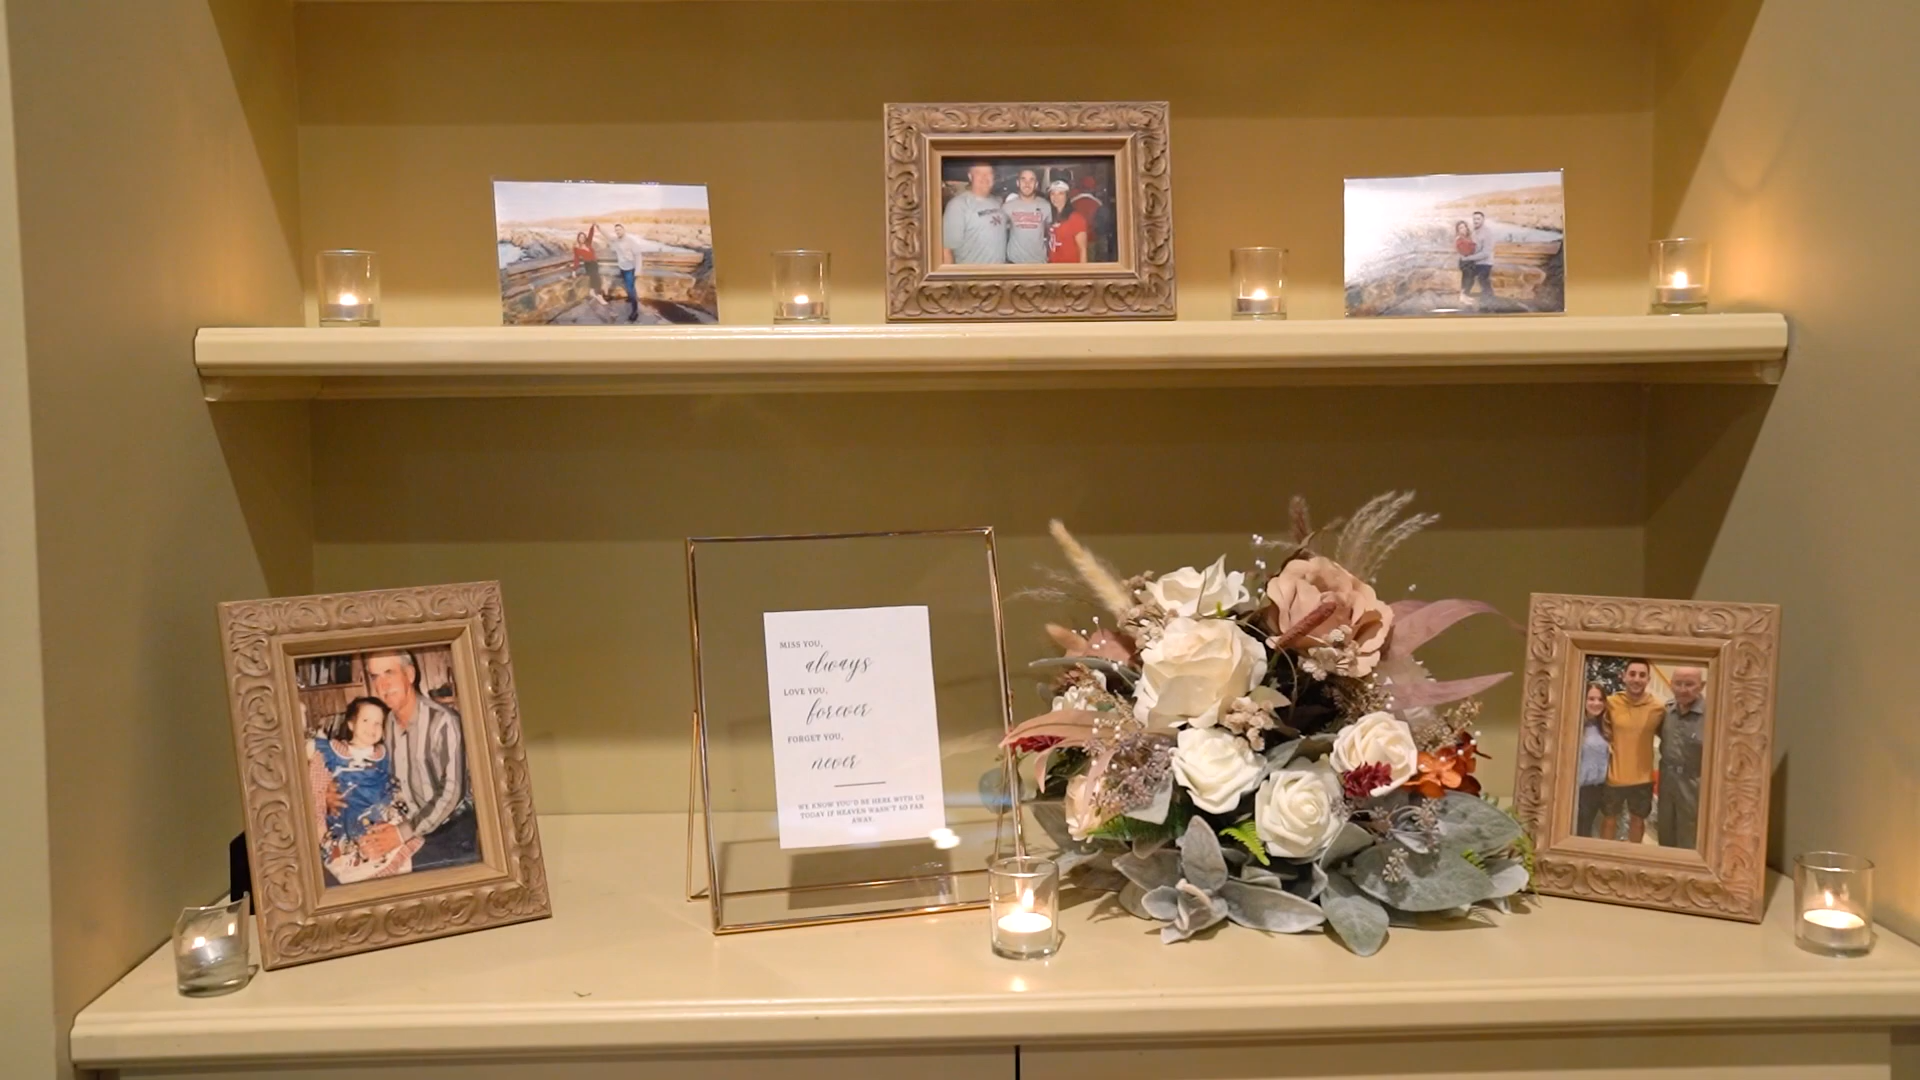 MISS YOU,
always
LOVE YOU,
forever
FORGET YOU,
never
WE KNOW YOU'D BE HERE WITH US
TODAY IF HEAVEN WASN'T SO FAR
AWAY.